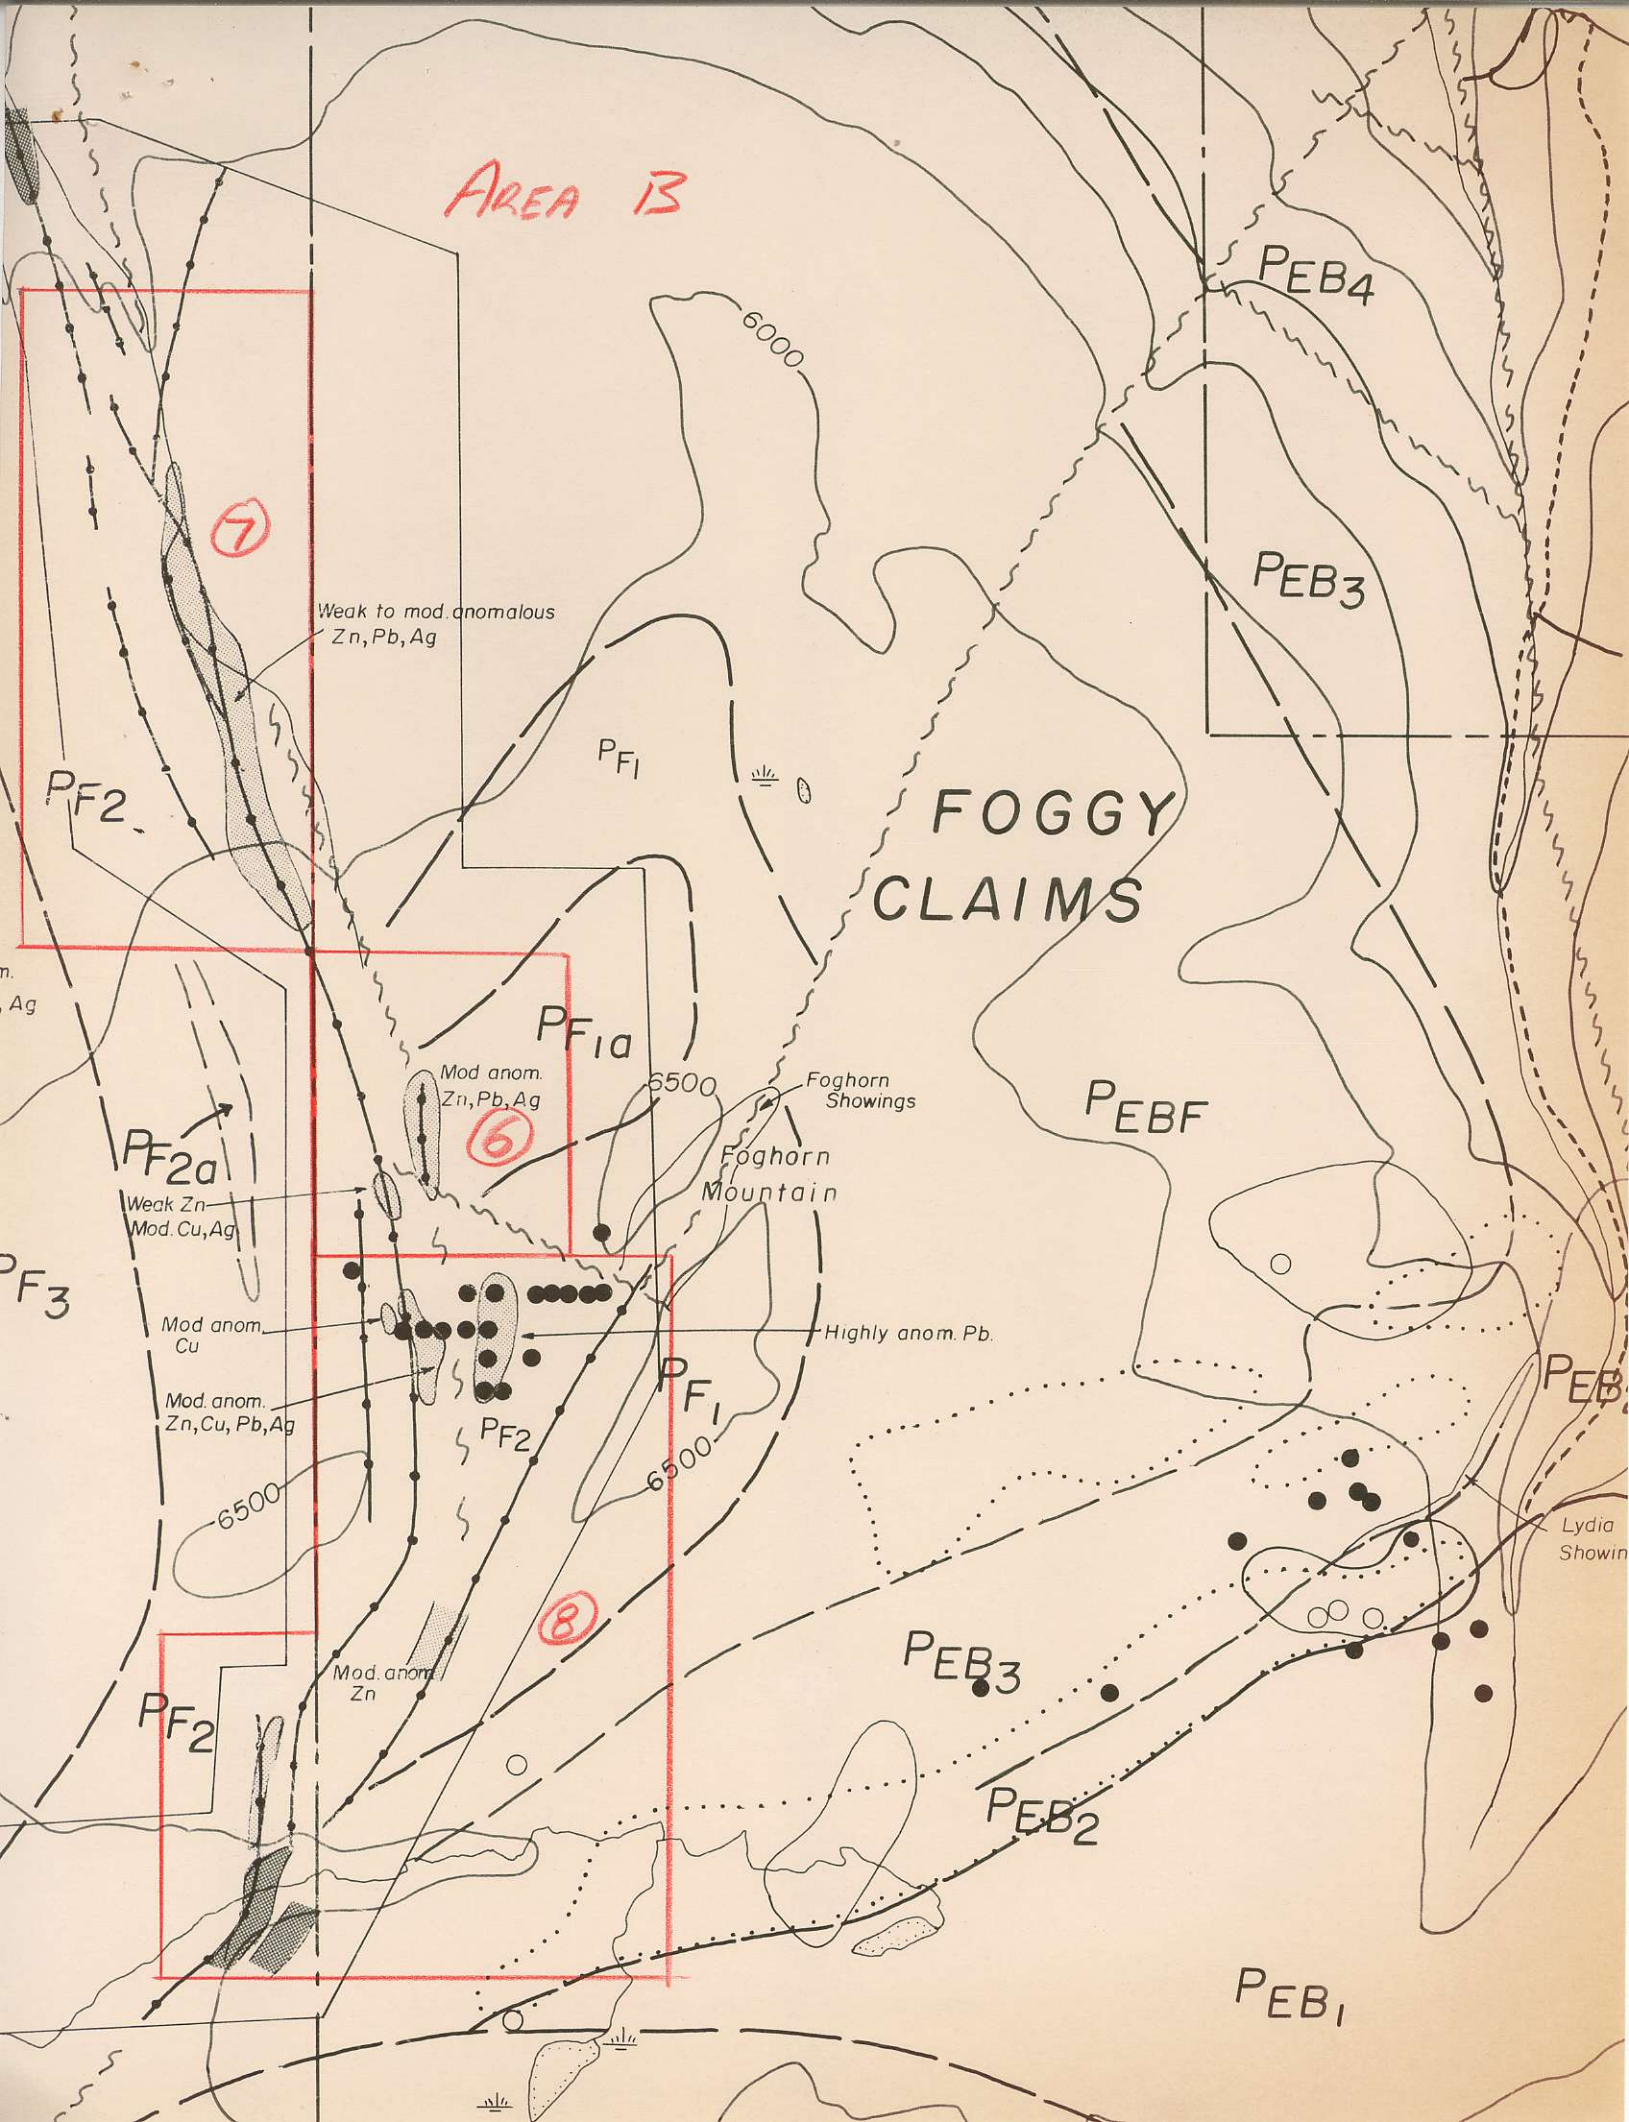 AREA B
PEB4
6000
7
PEB3
Weak to mod. anomalous
Zn, Pb, Ag
PF1
PF2
FOGGY
CLAIMS
m.
, Ag
PF1a
Mod anom.
Zn, Pb, Ag
6500
Foghorn
Showings
6
PEBF
PF2a
Foghorn
Mountain
Weak Zn
Mod. Cu, Ag
PF3
Mod anom.
Cu
Highly anom. Pb.
PF1
PEB
Mod. anom.
Zn, Cu, Pb, Ag
PF2
6500
6500
Lydia
Showin
8
PEB3
Mod. anom
Zn
PF2
PEB2
PEB1